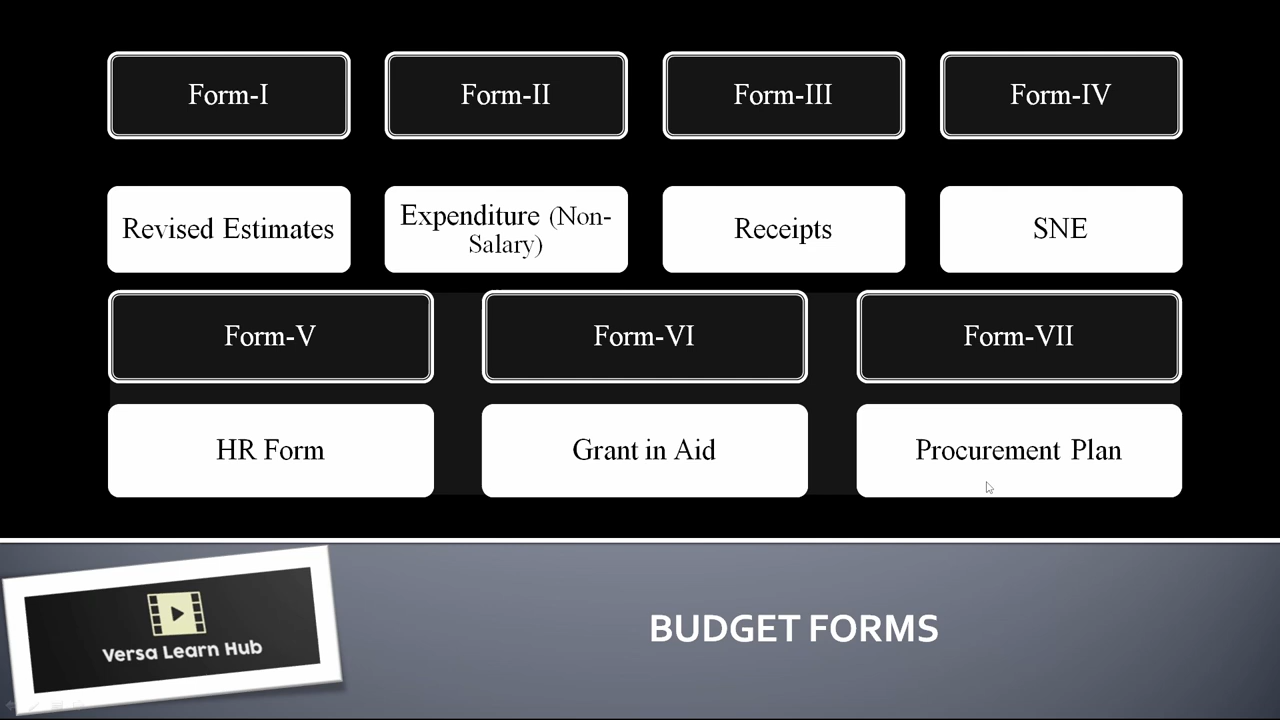 Form-I
Form-II
Form-III
Form-IV
Revised Estimates
Expenditure (Non-
Salary)
Receipts
SNE
Form-V
Form-VI
Form-VII
HR Form
Grant in Aid
Procurement Plan
Versa Learn Hub
BUDGET FORMS